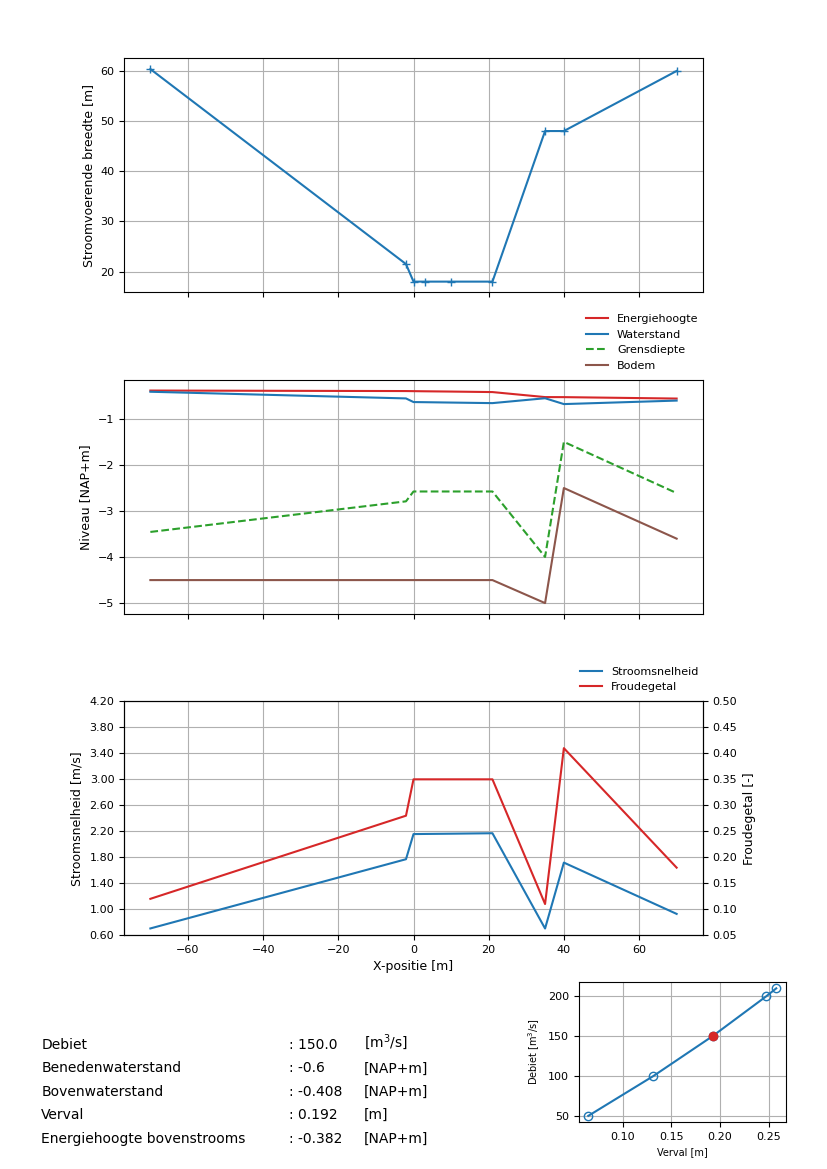 60
50
40
30
20
Stroomvoerende breedte [m]
Energiehoogte
Waterstand
Grensdiepte
Bodem
−1
−2
−3
−4
−5
Niveau [NAP+m]
Stroomsnelheid
Froudegetal
4.20
3.80
3.40
3.00
2.60
2.20
1.80
1.40
1.00
0.60
Stroomsnelheid [m/s]
0.50
0.45
0.40
0.35
0.30
0.25
0.20
0.15
0.10
0.05
Froudegetal [-]
−60 −40 −20 0 20 40 60
X-positie [m]
Debiet : 150.0 [m³/s]
Benedenwaterstand : -0.6 [NAP+m]
Bovenwaterstand : -0.408 [NAP+m]
Verval : 0.192 [m]
Energiehoogte bovenstrooms : -0.382 [NAP+m]
200
150
100
50
Debiet [m³/s]
0.10 0.15 0.20 0.25
Verval [m]